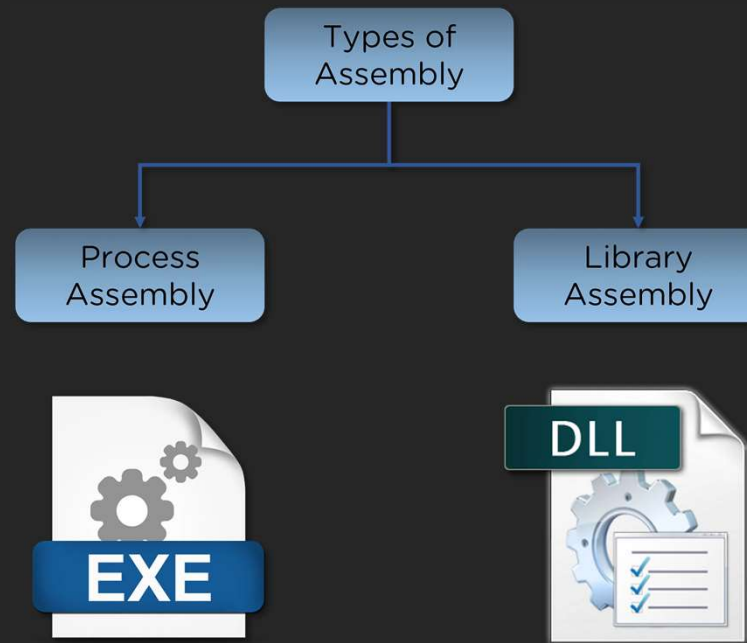 Types of
Assembly
Process
Assembly
Library
Assembly
EXE
DLL